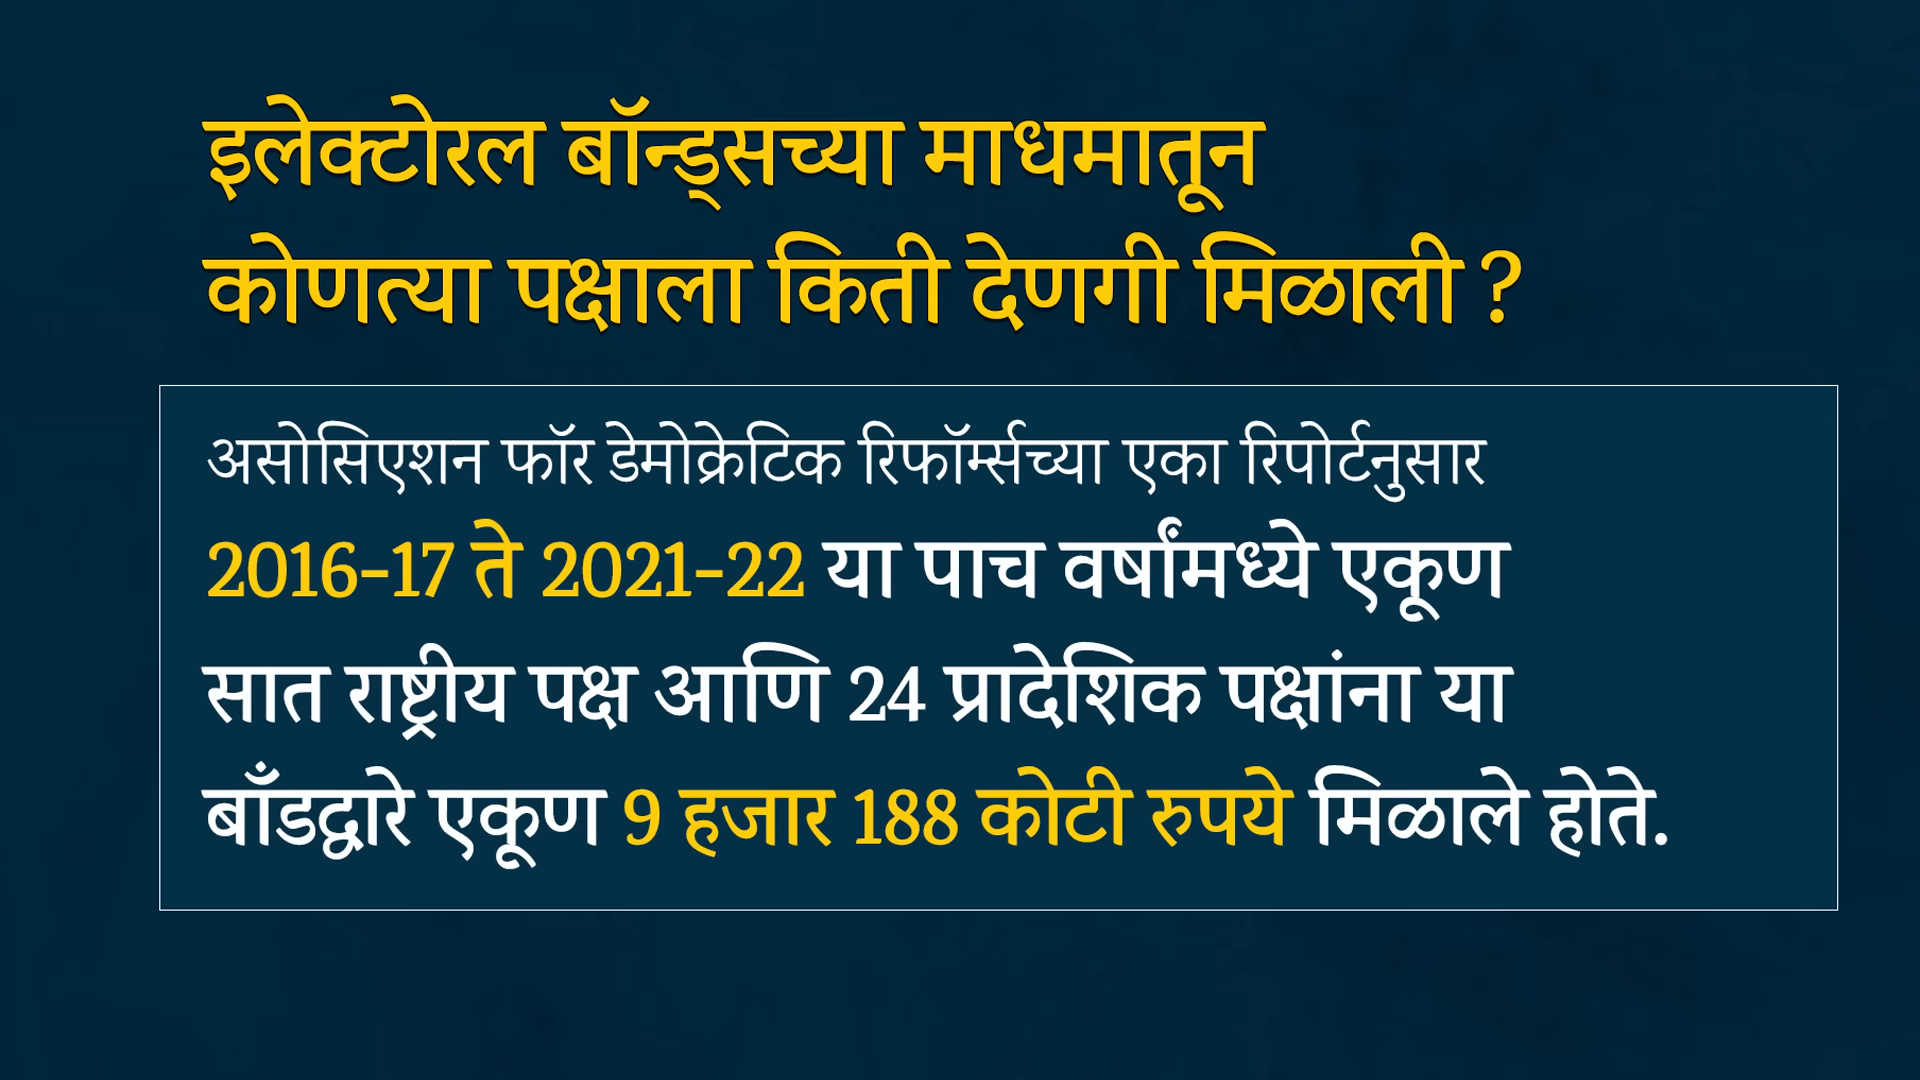 इलेक्टोरल बॉन्ड्सच्या माधमातून
कोणत्या पक्षाला किती देणगी मिळाली ?
असोसिएशन फॉर डेमोक्रेटिक रिफॉर्म्सच्या एका रिपोर्टनुसार
2016-17 ते 2021-22 या पाच वर्षांमध्ये एकूण
सात राष्ट्रीय पक्ष आणि 24 प्रादेशिक पक्षांना या
बाँडद्वारे एकूण 9 हजार 188 कोटी रुपये मिळाले होते.